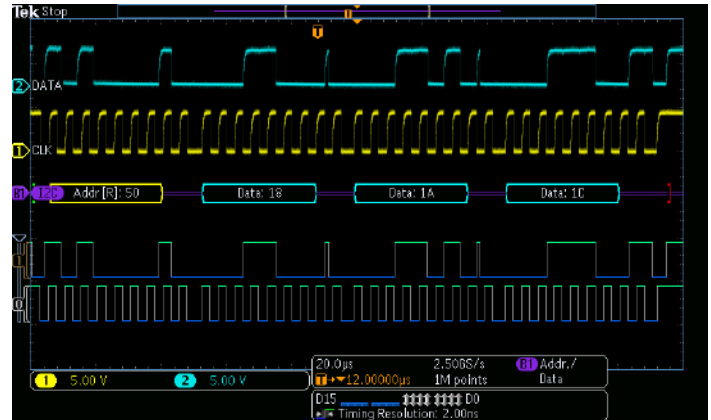 Tek Stop
T
T
2 DATA
1 CLK
B1 I2C Addr [R]: 50 Data: 18 Data: 1A Data: 1C
1
0
20.0µs 2.50GS/s B1 Addr./
1 5.00 V 2 5.00 V T→▼12.00000µs 1M points Data
D15 D0
Timing Resolution: 2.00ns